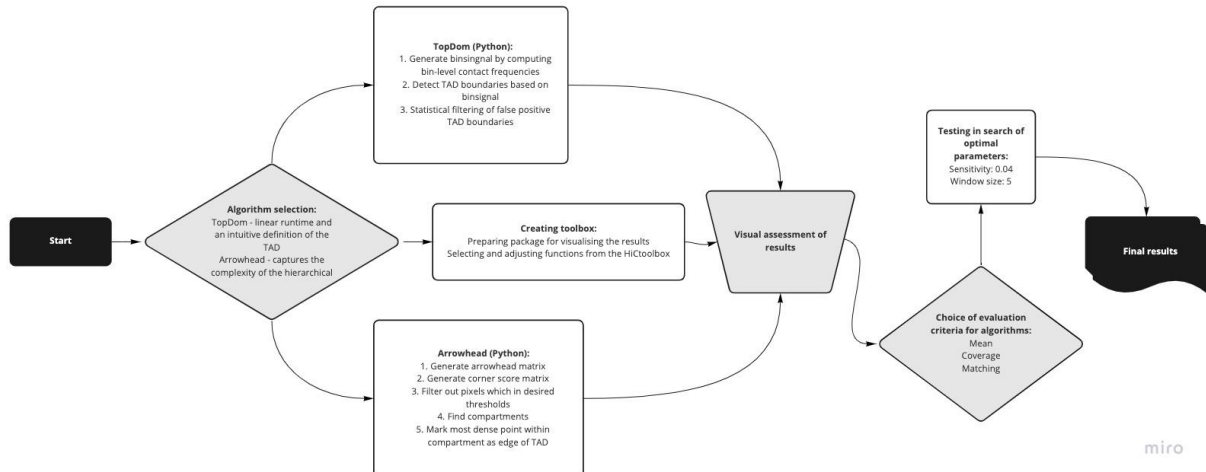 Start
Algorithm selection:
TopDom - linear runtime and
an intuitive definition of the
TAD
Arrowhead - captures the
complexity of the hierarchical
TopDom (Python):
1. Generate binsingnal by computing
bin-level contact frequencies
2. Detect TAD boundaries based on
binsignal
3. Statistical filtering of false positive
TAD boundaries
Creating toolbox:
Preparing package for visualising the results
Selecting and adjusting functions from the HiCtoolbox
Arrowhead (Python):
1. Generate arrowhead matrix
2. Generate corner score matrix
3. Filter out pixels which in desired
thresholds
4. Find compartments
5. Mark most dense point within
compartment as edge of TAD
Visual assessment of
results
Choice of evaluation
criteria for algorithms:
Mean
Coverage
Matching
Testing in search of
optimal
parameters:
Sensitivity: 0.04
Window size: 5
Final results
miro